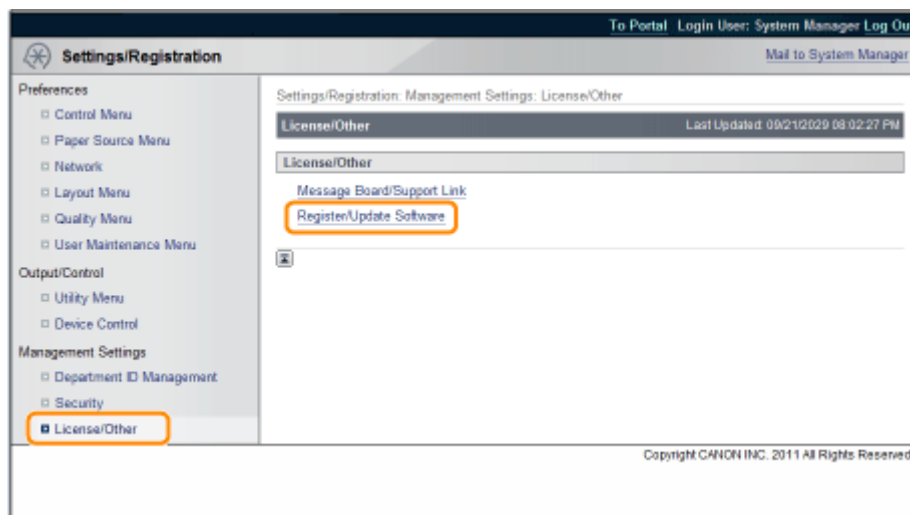 To Portal Login User: System Manager Log Ou
Settings/Registration
Mail to System Manager
Preferences
Control Menu
Paper Source Menu
Network
Layout Menu
Quality Menu
User Maintenance Menu
Output/Control
Utility Menu
Device Control
Management Settings
Department ID Management
Security
License/Other
Settings/Registration: Management Settings: License/Other
License/Other Last Updated: 09/21/2029 08:02:27 PM
License/Other
Message Board/Support Link
Register/Update Software
Copyright CANON INC. 2011 All Rights Reserved